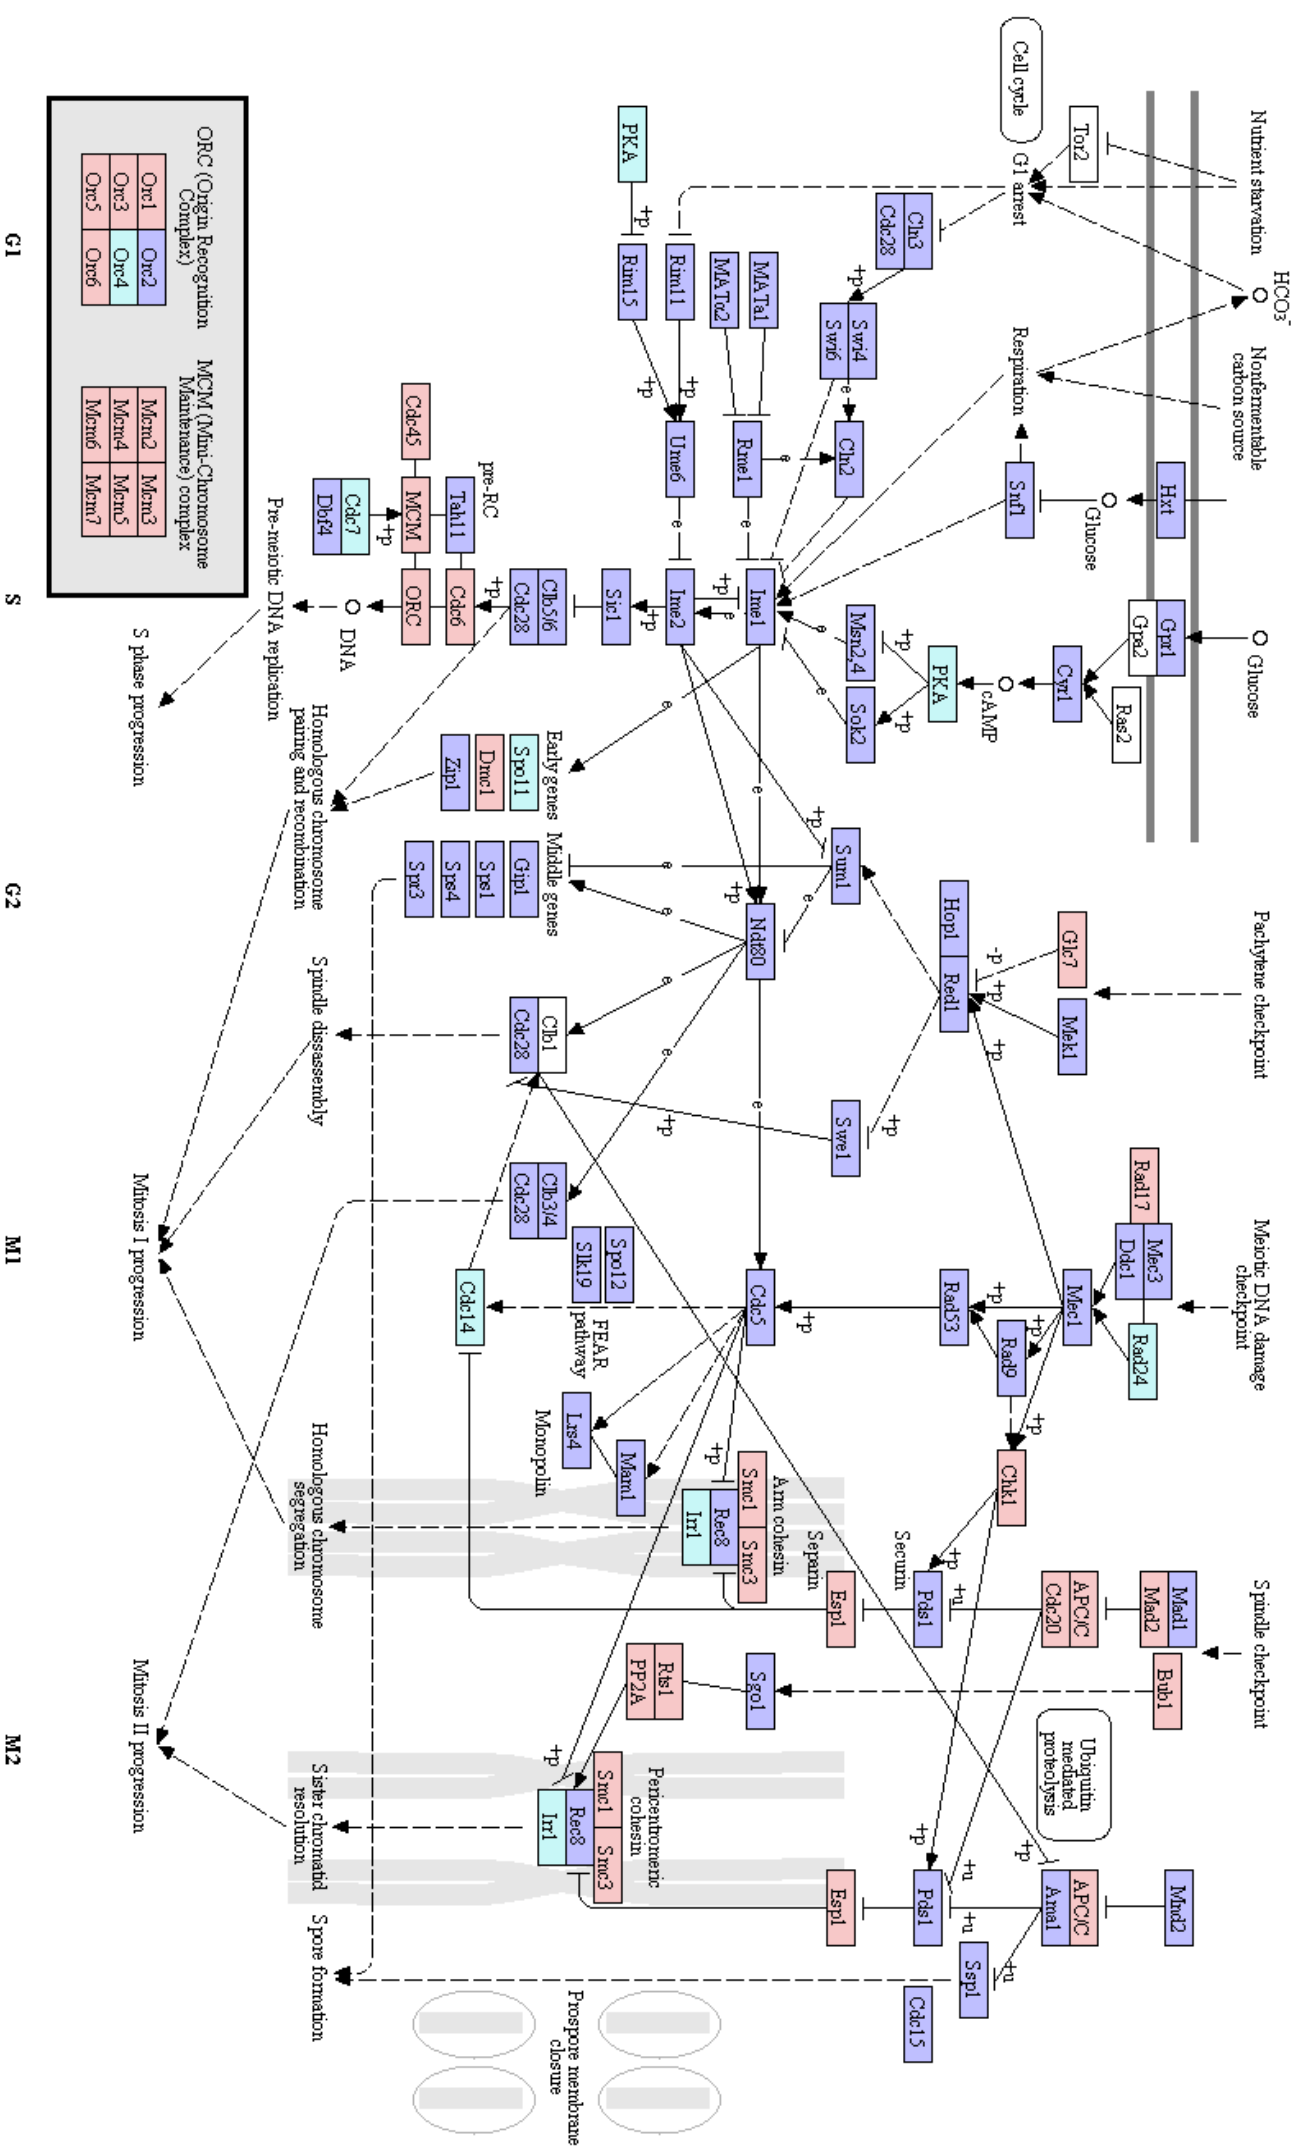 Nutrient starvation
HCO3-
Nonfermentable
carbon source
Glucose
Pachytene checkpoint
Meiotic DNA damage
checkpoint
Spindle checkpoint
Tor2
Hxt
Gpr1
Gpa2
Ras2
Glc7
Mek1
Rad17
Mec3
Ddc1
Rad24
Mad1
Mad2
Bub1
Mnd2
Cell cycle
G1 arrest
Respiration
Snf1
Glucose
Cyr1
cAMP
PKA
Hop1
Red1
-p
+p
+p
Mec1
+p
+p
+p
Rad9
Rad53
Chk1
APC/C
Cdc20
Ubiquitin
mediated
proteolysis
+p
APC/C
Ama1
+u
Ssp1
Cdc15
Cln3
Cdc28
+p
Swi4
Swi6
e
Cln2
Msn2,4
Sok2
+p
+p
e
e
Sum1
+p
e
Swe1
+p
Securin
Pds1
+p
+u
Separin
Esp1
Pds1
+p
+u
+u
Esp1
MATa1
MATα2
Rme1
e
e
Ime1
e
Ndt80
+p
e
Cdc5
+p
Arm cohesin
Smc1
Smc3
Rec8
Irr1
+p
Sgo1
PKA
+p
Rim11
Rim15
+p
+p
Ume6
e
Ime2
+p
e
e
e
e
e
e
+p
Mam1
Lrs4
Monopolin
Rts1
PP2A
Pericentromeric
cohesin
Smc1
Smc3
Rec8
Irr1
+p
Prospore membrane
closure
Sic1
+p
Clb5/6
Cdc28
+p
Early genes
Spo11
Dmc1
Zip1
Middle genes
Gip1
Sps1
Sps4
Spr3
Clb1
Cdc28
Clb3/4
Cdc28
Spo12
Slk19
FEAR
pathway
Cdc14
pre-RC
Tah11
Cdc6
Cdc45
MCM
ORC
+p
Cdc7
Dbf4
DNA
Pre-meiotic DNA replication
Homologous chromosome
pairing and recombination
Spindle dissassembly
Homologous chromosome
segregation
Sister chromatid
resolution
Spore formation
S phase progression
Mitosis I progression
Mitosis II progression
ORC (Origin Recognition
Complex)
Orc1
Orc2
Orc3
Orc4
Orc5
Orc6
MCM (Mini-Chromosome
Maintenance) complex
Mcm2
Mcm3
Mcm4
Mcm5
Mcm6
Mcm7
G1
S
G2
M1
M2